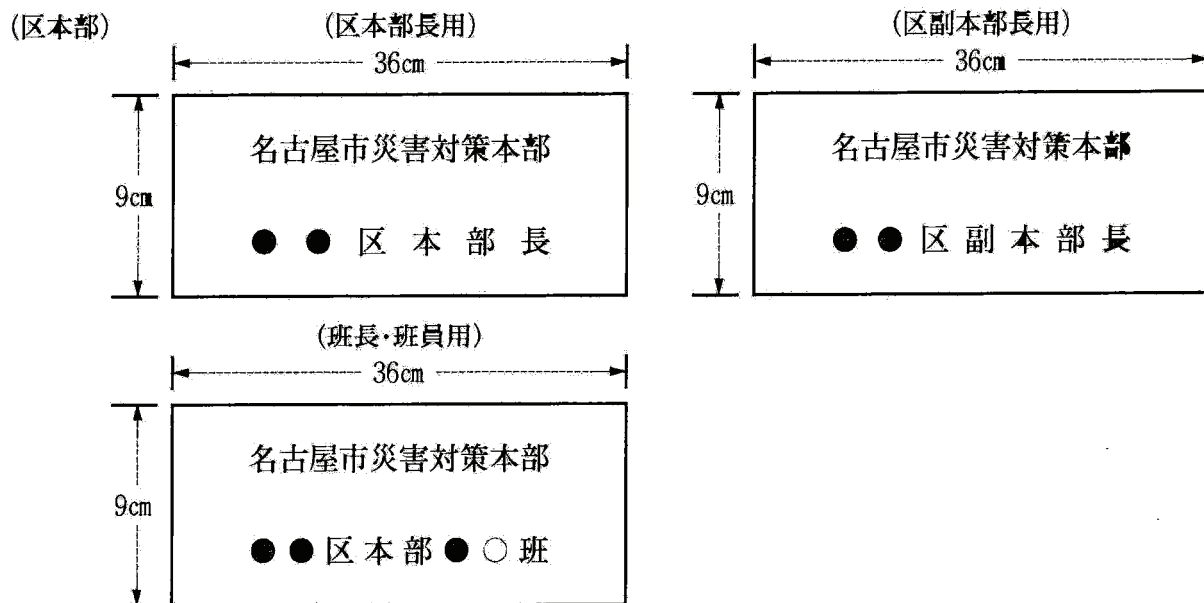 (区本部)
(区本部長用)
36cm
9cm
名古屋市災害対策本部
●●区本部長
(区副本部長用)
36cm
9cm
名古屋市災害対策本部
●●区副本部長
(班長・班員用)
36cm
9cm
名古屋市災害対策本部
●●区本部●○班